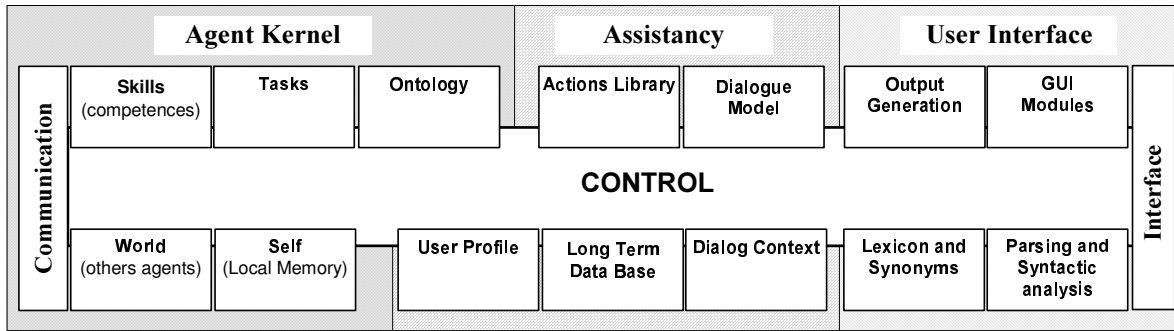 Agent Kernel
Assistancy
User Interface
Communication
Skills
(competences)
Tasks
Ontology
Actions Library
Dialogue
Model
Output
Generation
GUI
Modules
Interface
CONTROL
World
(others agents)
Self
(Local Memory)
User Profile
Long Term
Data Base
Dialog Context
Lexicon and
Synonyms
Parsing and
Syntactic
analysis